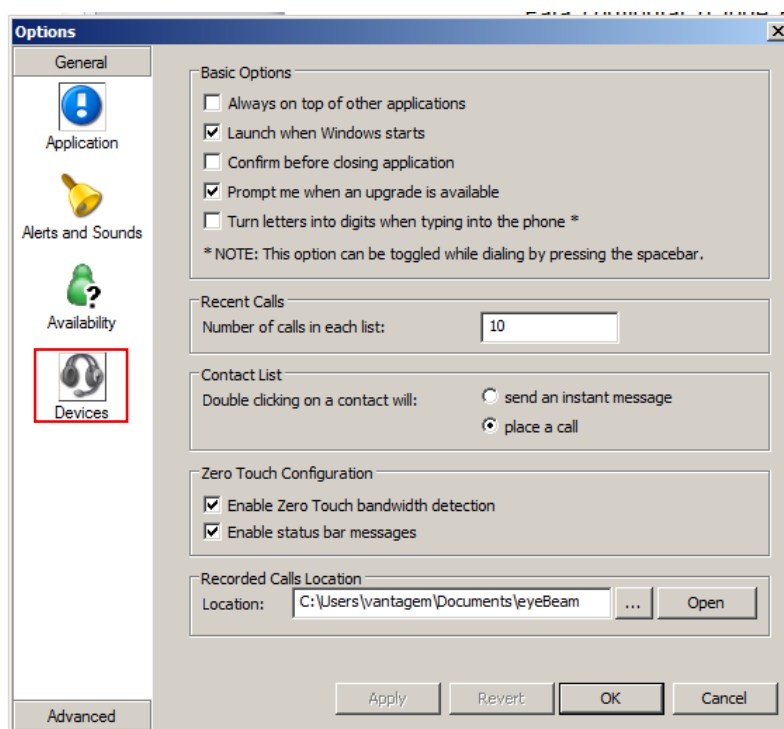 Options
General
Application
Alerts and Sounds
Availability
Devices
Advanced
Basic Options
Always on top of other applications
Launch when Windows starts
Confirm before closing application
Prompt me when an upgrade is available
Turn letters into digits when typing into the phone *
* NOTE: This option can be toggled while dialing by pressing the spacebar.
Recent Calls
Number of calls in each list: 10
Contact List
Double clicking on a contact will: send an instant message
place a call
Zero Touch Configuration
Enable Zero Touch bandwidth detection
Enable status bar messages
Recorded Calls Location
Location: C:\Users\vantagem\Documents\eyeBeam ... Open
Apply Revert OK Cancel